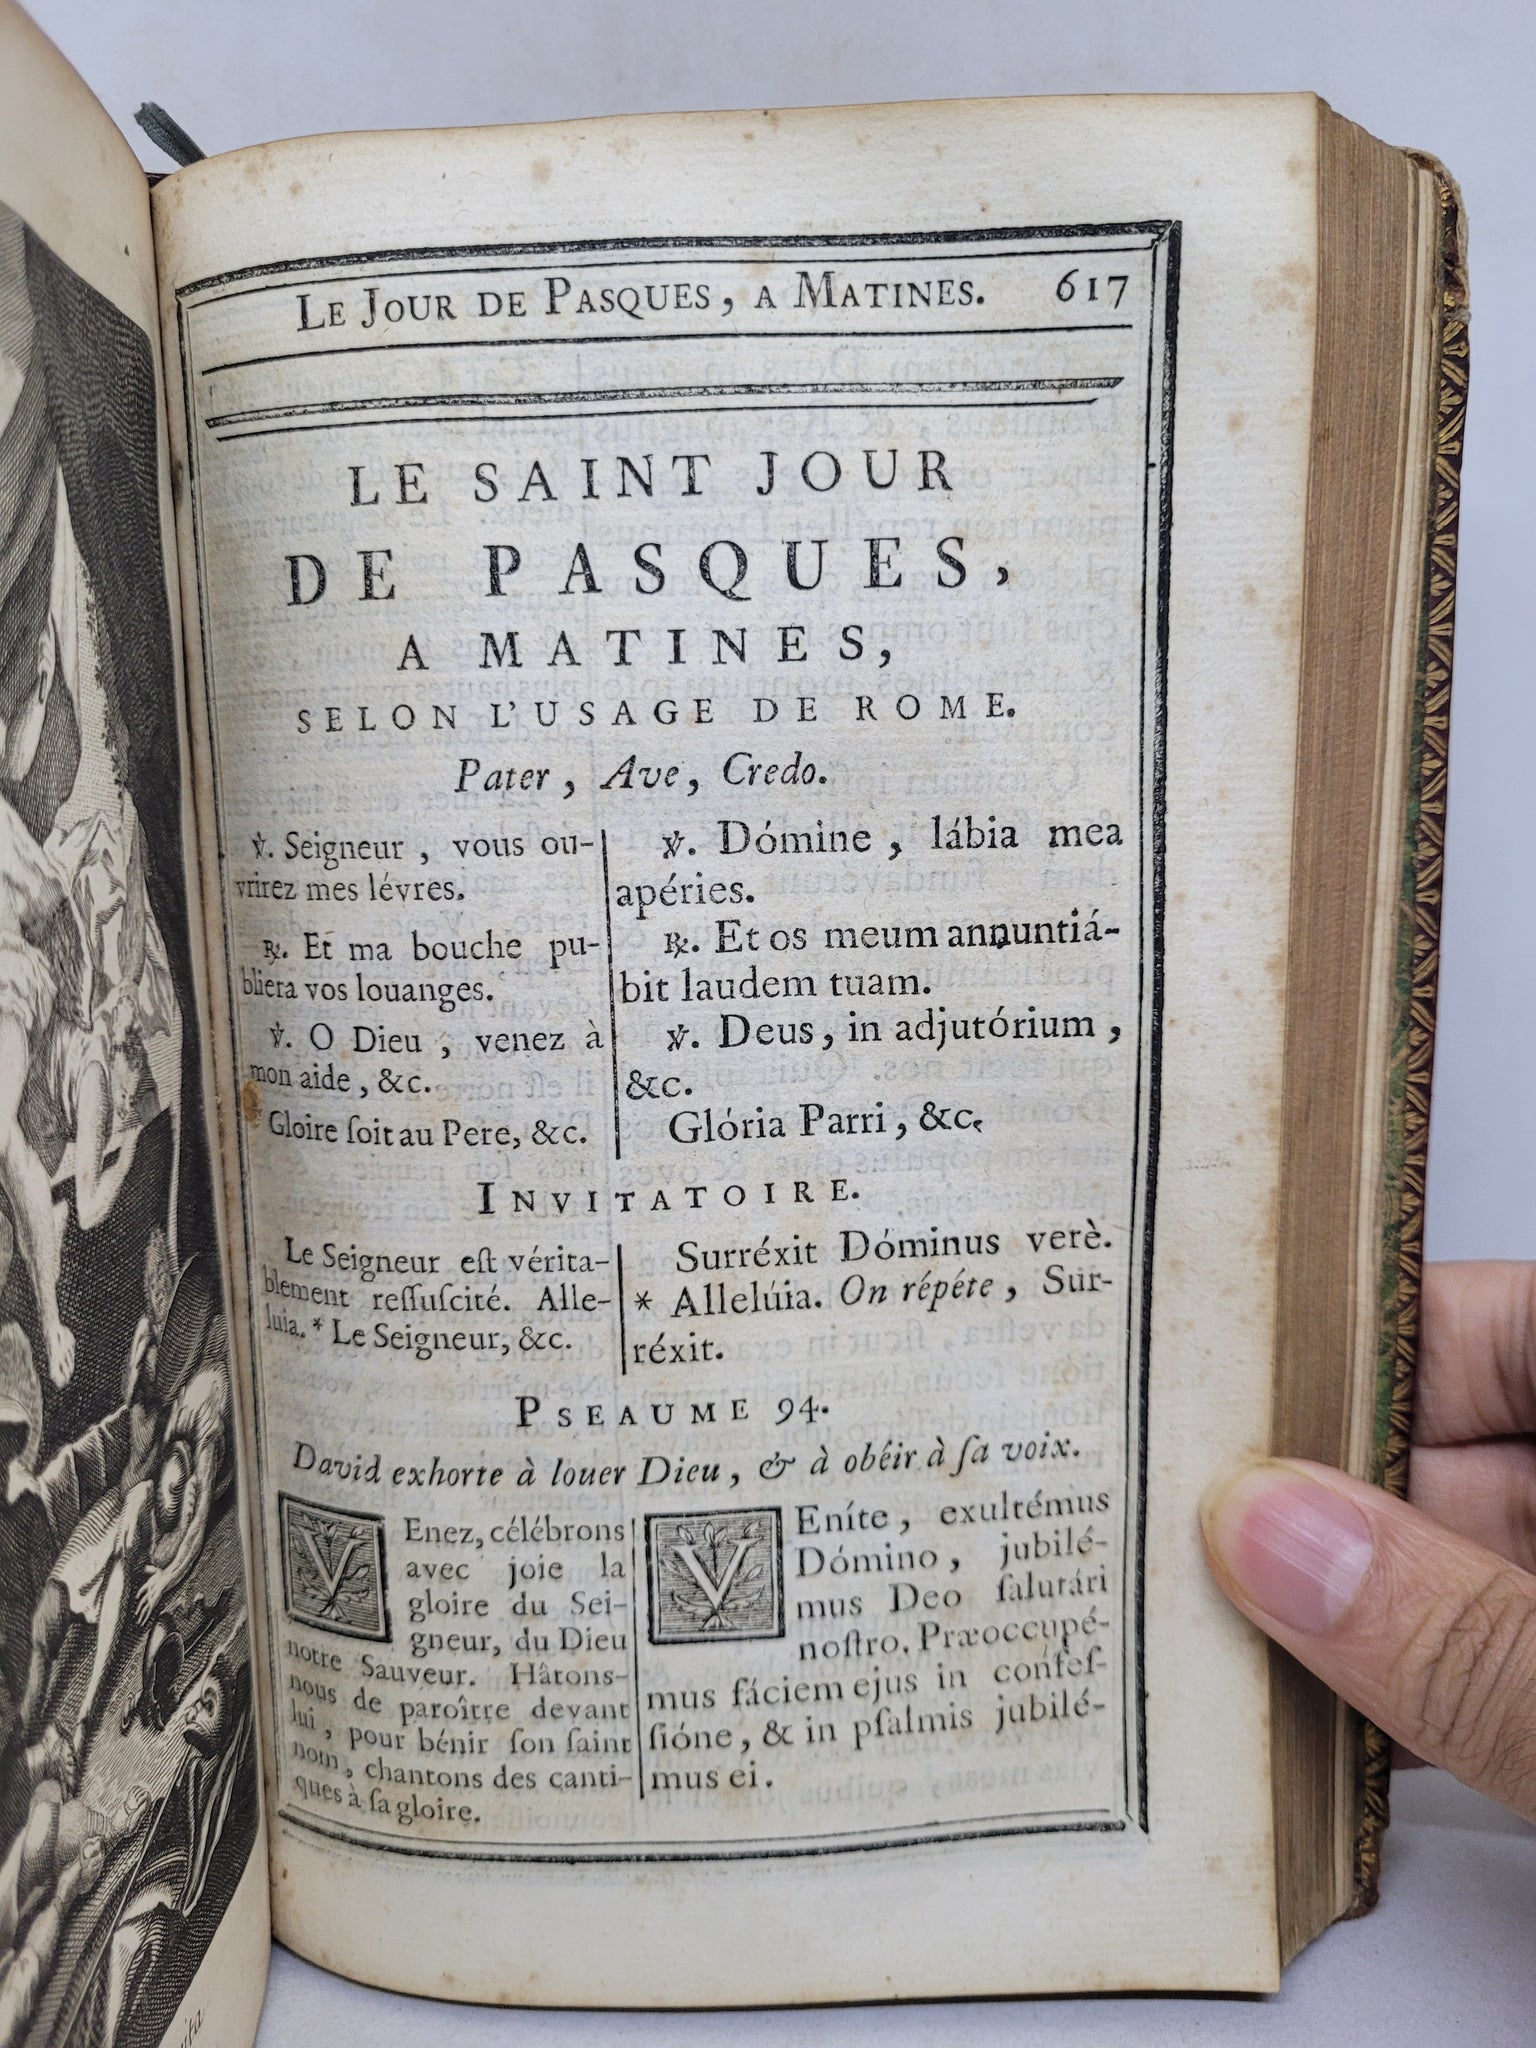 LE JOUR DE PASQUES, A MATINES. 617
LE SAINT JOUR
DE PASQUES,
A MATINES,
SELON L'USAGE DE ROME.
Pater, Ave, Credo.
℣. Seigneur, vous ou-
vrirez mes lévres.
℟. Et ma bouche pu-
bliera vos louanges.
℣. O Dieu, venez à
mon aide, &c.
Gloire ſoit au Pere, &c.
℣. Dómine, lábia mea
apéries.
℟. Et os meum annuntiá-
bit laudem tuam.
℣. Deus, in adjutórium,
&c.
Glória Patri, &c.
INVITATOIRE.
Le Seigneur eſt vérita-
blement reſſuſcité. Alle-
luia. * Le Seigneur, &c.
Surréxit Dóminus verè.
* Allelúia. On répéte, Sur-
réxit.
PSEAUME 94.
David exhorte à louer Dieu, & à obéir à ſa voix.
VEnez, célébrons
avec joie la
gloire du Sei-
gneur, du Dieu
notre Sauveur. Hâtons-
nous de paroître devant
lui, pour bénir ſon ſaint
nom, chantons des canti-
ques à ſa gloire.
VEníte, exultémus
Dómino, jubilé-
mus Deo ſalutári
noſtro. Præoccupé-
mus fáciem ejus in confeſ-
ſióne, & in pſalmis jubilé-
mus ei.